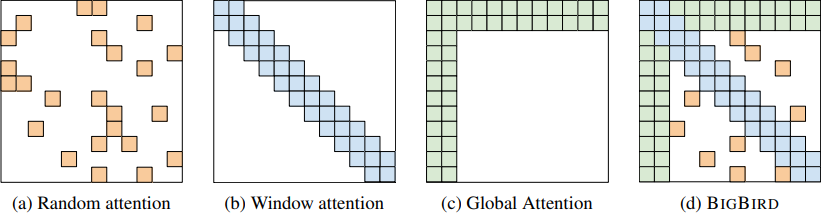 (a) Random attention
(b) Window attention
(c) Global Attention
(d) BIGBIRD